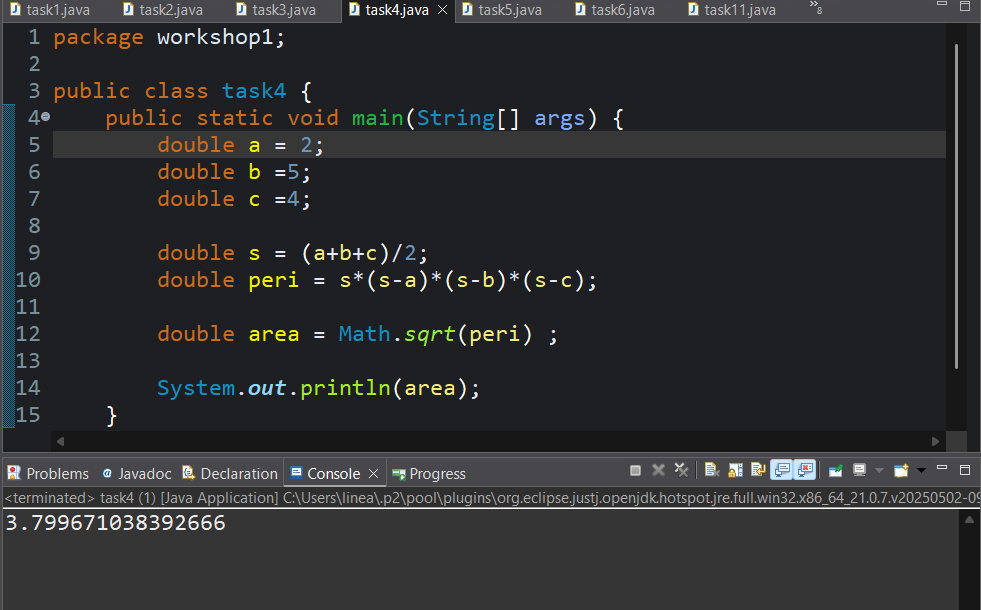 task1.java task2.java task3.java task4.java task5.java task6.java task11.java »8
1 package workshop1;
2
3 public class task4 {
4 public static void main(String[] args) {
5 double a = 2;
6 double b =5;
7 double c =4;
8
9 double s = (a+b+c)/2;
10 double peri = s*(s-a)*(s-b)*(s-c);
11
12 double area = Math.sqrt(peri) ;
13
14 System.out.println(area);
15 }
Problems @ Javadoc Declaration Console Progress
<terminated> task4 (1) [Java Application] C:\Users\linea\.p2\pool\plugins\org.eclipse.justj.openjdk.hotspot.jre.full.win32.x86_64_21.0.7.v20250502-09
3.799671038392666